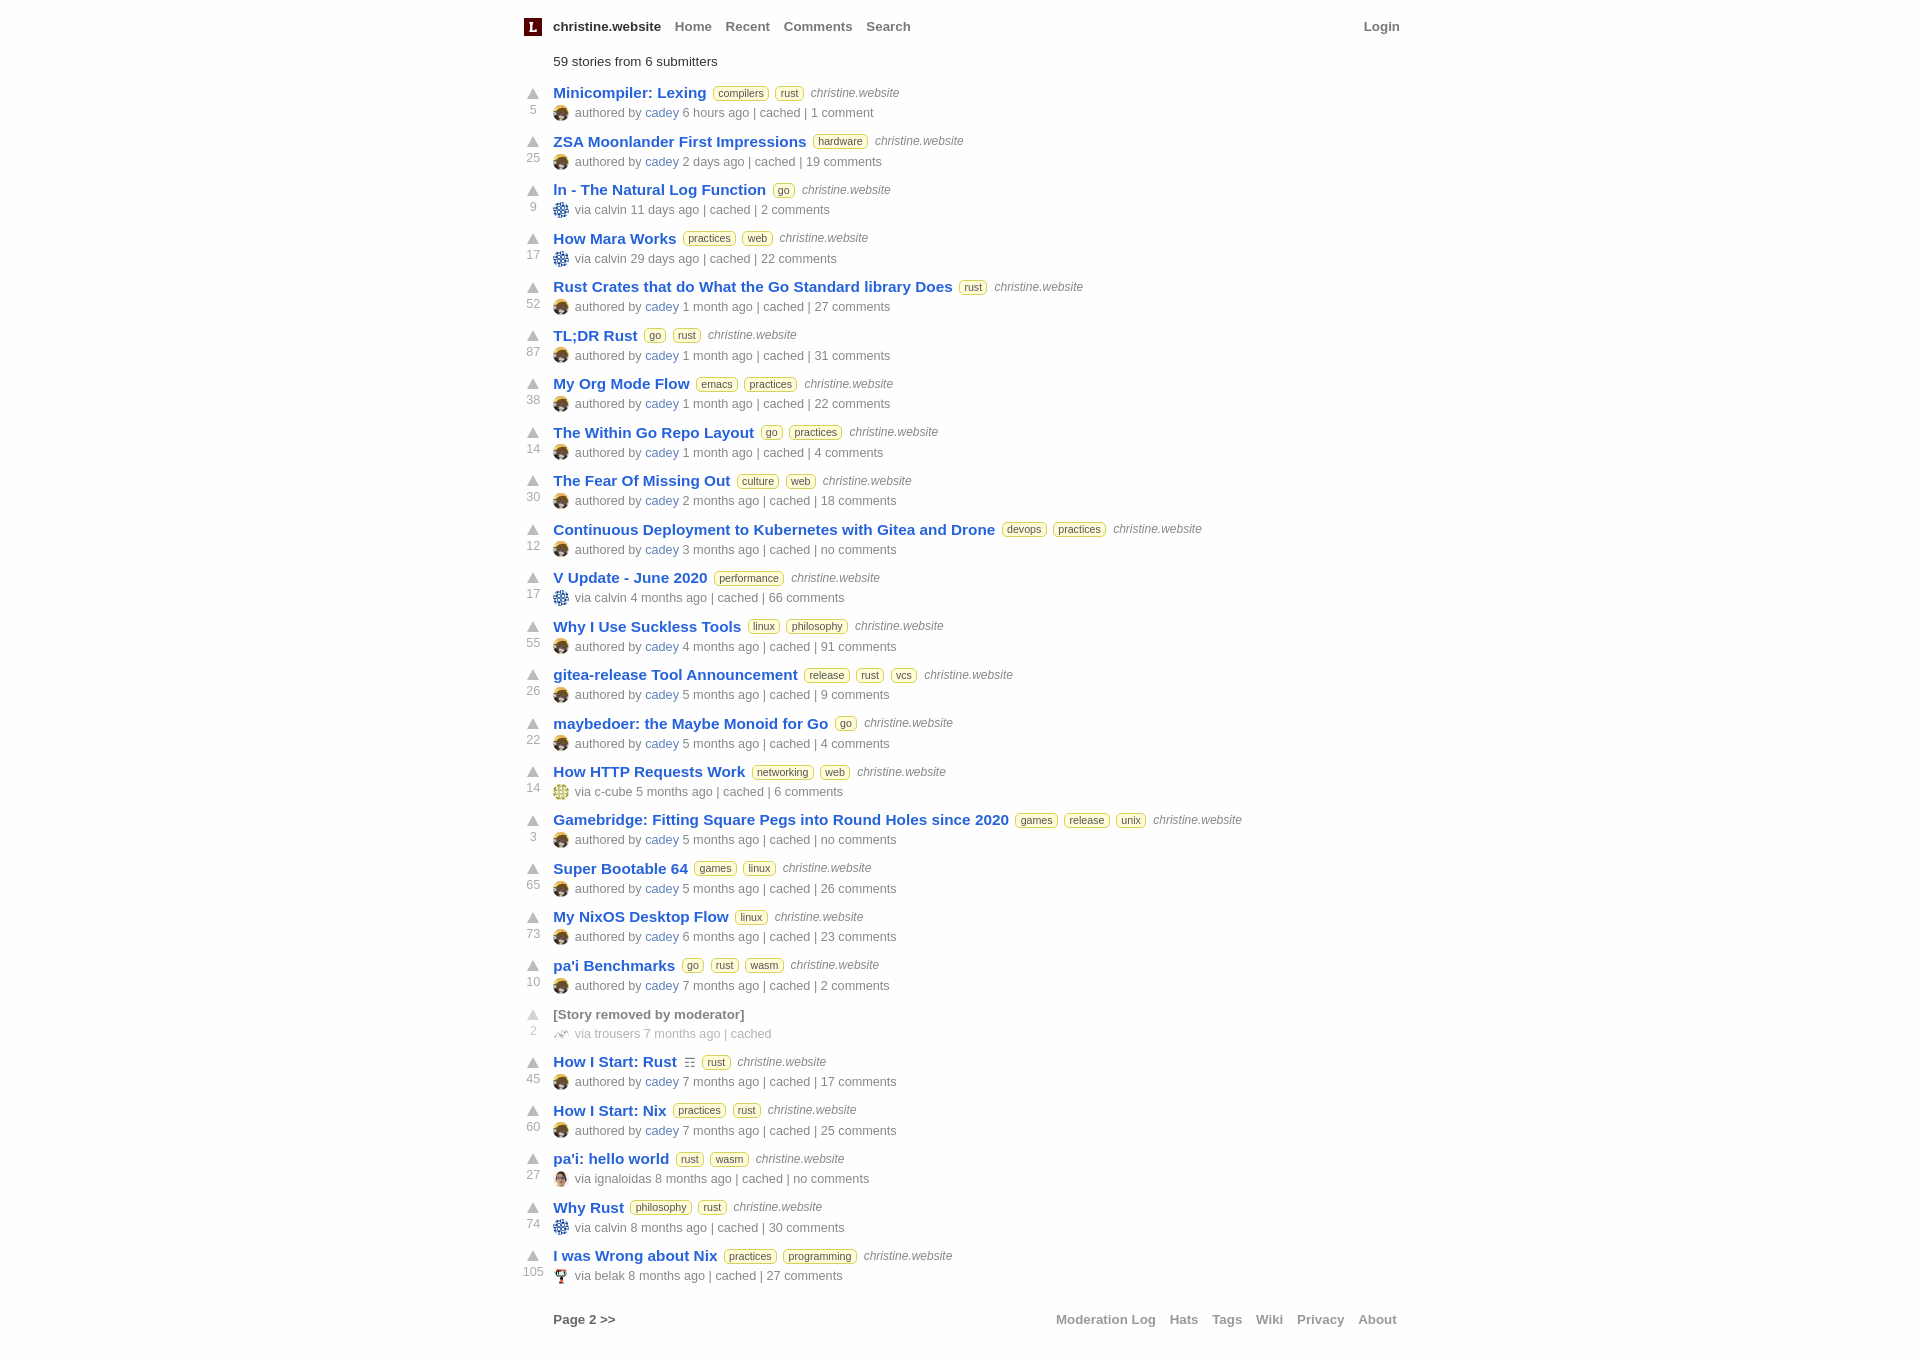 L christine.website Home Recent Comments Search Login
59 stories from 6 submitters
Minicompiler: Lexing compilers rust christine.website
5 authored by cadey 6 hours ago | cached | 1 comment
ZSA Moonlander First Impressions hardware christine.website
25 authored by cadey 2 days ago | cached | 19 comments
ln - The Natural Log Function go christine.website
9 via calvin 11 days ago | cached | 2 comments
How Mara Works practices web christine.website
17 via calvin 29 days ago | cached | 22 comments
Rust Crates that do What the Go Standard library Does rust christine.website
52 authored by cadey 1 month ago | cached | 27 comments
TL;DR Rust go rust christine.website
87 authored by cadey 1 month ago | cached | 31 comments
My Org Mode Flow emacs practices christine.website
38 authored by cadey 1 month ago | cached | 22 comments
The Within Go Repo Layout go practices christine.website
14 authored by cadey 1 month ago | cached | 4 comments
The Fear Of Missing Out culture web christine.website
30 authored by cadey 2 months ago | cached | 18 comments
Continuous Deployment to Kubernetes with Gitea and Drone devops practices christine.website
12 authored by cadey 3 months ago | cached | no comments
V Update - June 2020 performance christine.website
17 via calvin 4 months ago | cached | 66 comments
Why I Use Suckless Tools linux philosophy christine.website
55 authored by cadey 4 months ago | cached | 91 comments
gitea-release Tool Announcement release rust vcs christine.website
26 authored by cadey 5 months ago | cached | 9 comments
maybedoer: the Maybe Monoid for Go go christine.website
22 authored by cadey 5 months ago | cached | 4 comments
How HTTP Requests Work networking web christine.website
14 via c-cube 5 months ago | cached | 6 comments
Gamebridge: Fitting Square Pegs into Round Holes since 2020 games release unix christine.website
3 authored by cadey 5 months ago | cached | no comments
Super Bootable 64 games linux christine.website
65 authored by cadey 5 months ago | cached | 26 comments
My NixOS Desktop Flow linux christine.website
73 authored by cadey 6 months ago | cached | 23 comments
pa'i Benchmarks go rust wasm christine.website
10 authored by cadey 7 months ago | cached | 2 comments
[Story removed by moderator]
2 via trousers 7 months ago | cached
How I Start: Rust ☶ rust christine.website
45 authored by cadey 7 months ago | cached | 17 comments
How I Start: Nix practices rust christine.website
60 authored by cadey 7 months ago | cached | 25 comments
pa'i: hello world rust wasm christine.website
27 via ignaloidas 8 months ago | cached | no comments
Why Rust philosophy rust christine.website
74 via calvin 8 months ago | cached | 30 comments
I was Wrong about Nix practices programming christine.website
105 via belak 8 months ago | cached | 27 comments
Page 2 >> Moderation Log Hats Tags Wiki Privacy About